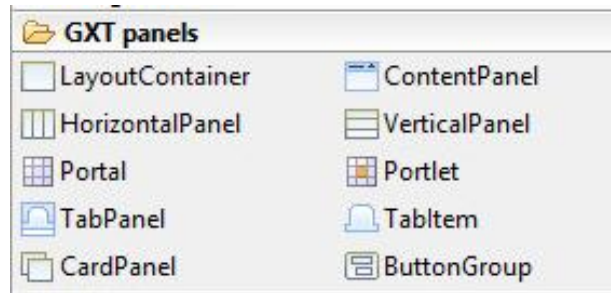 GXT panels
LayoutContainer ContentPanel
HorizontalPanel VerticalPanel
Portal Portlet
TabPanel TabItem
CardPanel ButtonGroup